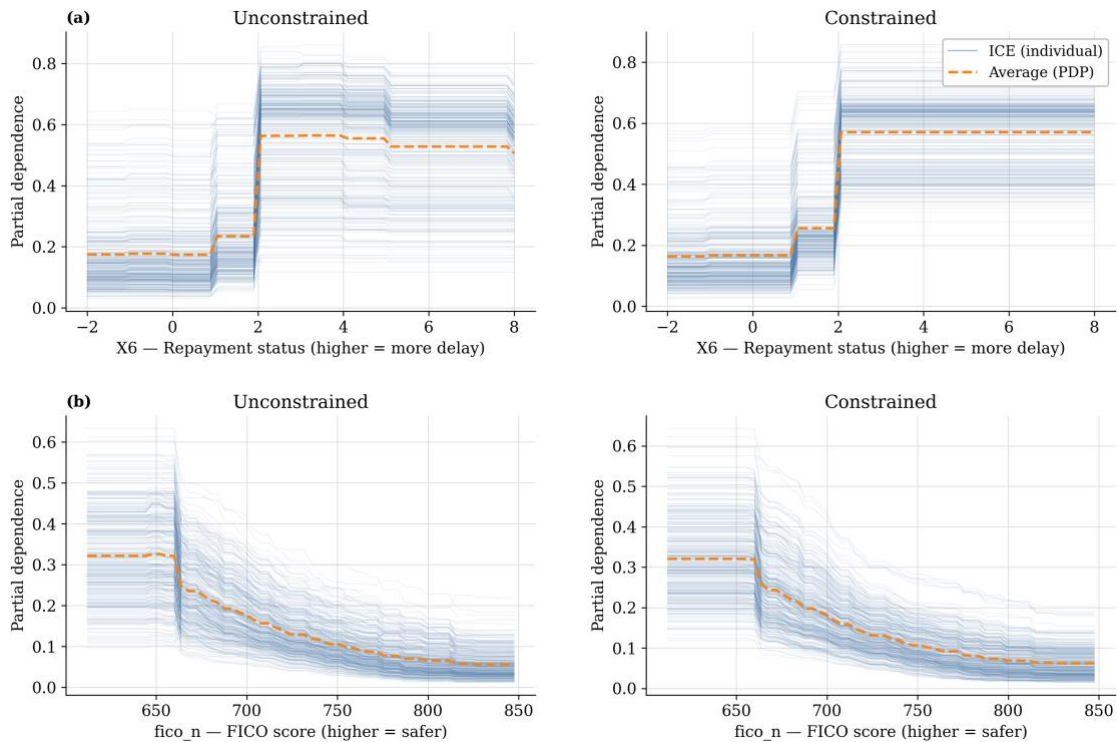 (a)
Unconstrained
Partial dependence
0.8
0.6
0.4
0.2
0.0
−2 0 2 4 6 8
X6 — Repayment status (higher = more delay)
Constrained
ICE (individual)
Average (PDP)
Partial dependence
0.8
0.6
0.4
0.2
0.0
−2 0 2 4 6 8
X6 — Repayment status (higher = more delay)
(b)
Unconstrained
Partial dependence
0.6
0.5
0.4
0.3
0.2
0.1
0.0
650 700 750 800 850
fico_n — FICO score (higher = safer)
Constrained
Partial dependence
0.6
0.5
0.4
0.3
0.2
0.1
0.0
650 700 750 800 850
fico_n — FICO score (higher = safer)